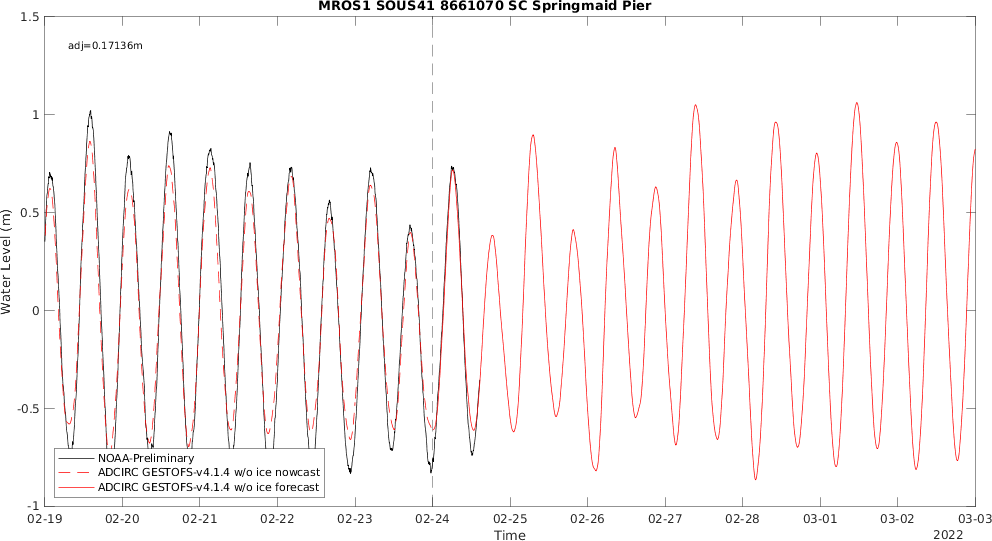 MROS1 SOUS41 8661070 SC Springmaid Pier
adj=0.17136m
1.5
1
0.5
0
-0.5
-1
Water Level (m)
NOAA-Preliminary
ADCIRC GESTOFS-v4.1.4 w/o ice nowcast
ADCIRC GESTOFS-v4.1.4 w/o ice forecast
02-19 02-20 02-21 02-22 02-23 02-24 02-25 02-26 02-27 02-28 03-01 03-02 03-03
Time
2022